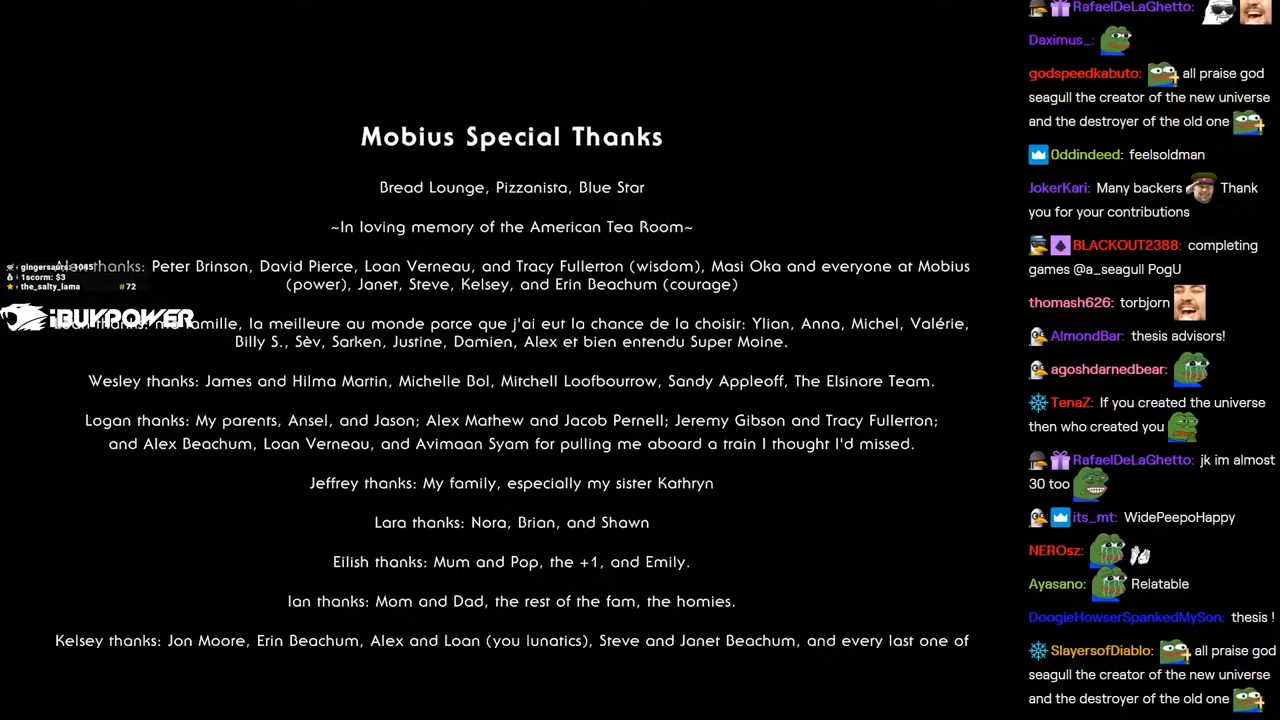 Mobius Special Thanks
Bread Lounge, Pizzanista, Blue Star
~In loving memory of the American Tea Room~
thanks: Peter Brinson, David Pierce, Loan Verneau, and Tracy Fullerton (wisdom), Masi Oka and everyone at Mobius
(power), Janet, Steve, Kelsey, and Erin Beachum (courage)
thanks: ma famille, la meilleure au monde parce que j'ai eut la chance de la choisir: Ylian, Anna, Michel, Valérie,
Billy S., Sèv, Sarken, Justine, Damien, Alex et bien entendu Super Moine.
Wesley thanks: James and Hilma Martin, Michelle Bol, Mitchell Loofbourrow, Sandy Appleoff, The Elsinore Team.
Logan thanks: My parents, Ansel, and Jason; Alex Mathew and Jacob Pernell; Jeremy Gibson and Tracy Fullerton;
and Alex Beachum, Loan Verneau, and Avimaan Syam for pulling me aboard a train I thought I'd missed.
Jeffrey thanks: My family, especially my sister Kathryn
Lara thanks: Nora, Brian, and Shawn
Eilish thanks: Mum and Pop, the +1, and Emily.
Ian thanks: Mom and Dad, the rest of the fam, the homies.
Kelsey thanks: Jon Moore, Erin Beachum, Alex and Loan (you lunatics), Steve and Janet Beachum, and every last one of
1scorm: $3
the_salty_lama #72
iBUYPOWER
RafaelDeLaGhetto:
Daximus_:
godspeedkabuto: all praise god
seagull the creator of the new universe
and the destroyer of the old one
0ddindeed: feelsoldman
JokerKari: Many backers Thank
you for your contributions
BLACKOUT2388: completing
games @a_seagull PogU
thomash626: torbjorn
AlmondBar: thesis advisors!
agoshdarnedbear:
TenaZ: If you created the universe
then who created you
RafaelDeLaGhetto: jk im almost
30 too
its_mt: WidePeepoHappy
NEROsz:
Ayasano: Relatable
DoogieHowserSpankedMySon: thesis !
SlayersofDiablo: all praise god
seagull the creator of the new universe
and the destroyer of the old one